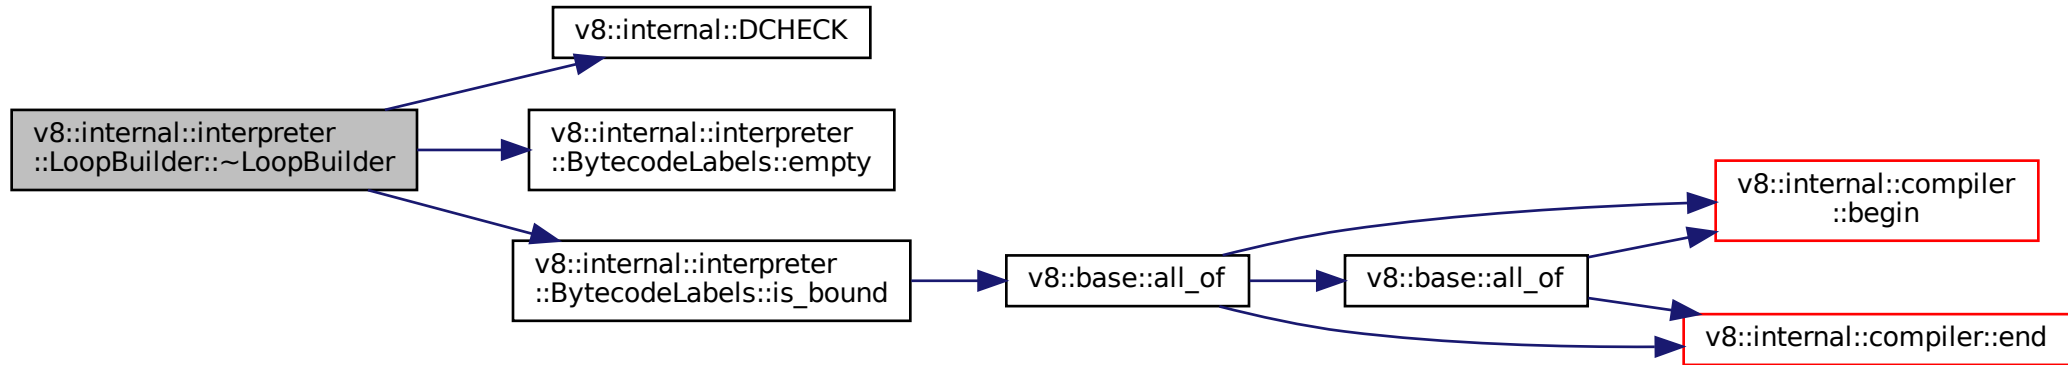 v8::internal::DCHECK
v8::internal::interpreter
::LoopBuilder::~LoopBuilder
v8::internal::interpreter
::BytecodeLabels::empty
v8::internal::interpreter
::BytecodeLabels::is_bound
v8::base::all_of
v8::base::all_of
v8::internal::compiler
::begin
v8::internal::compiler::end